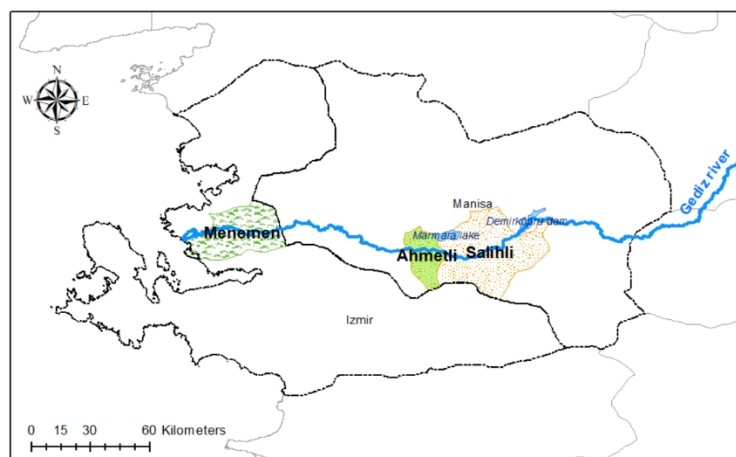 N
W E
S
Gediz river
Manisa
Demirköprü dam
Marmara lake
Menemen
Ahmetli
Salihli
Izmir
0 15 30 60 Kilometers